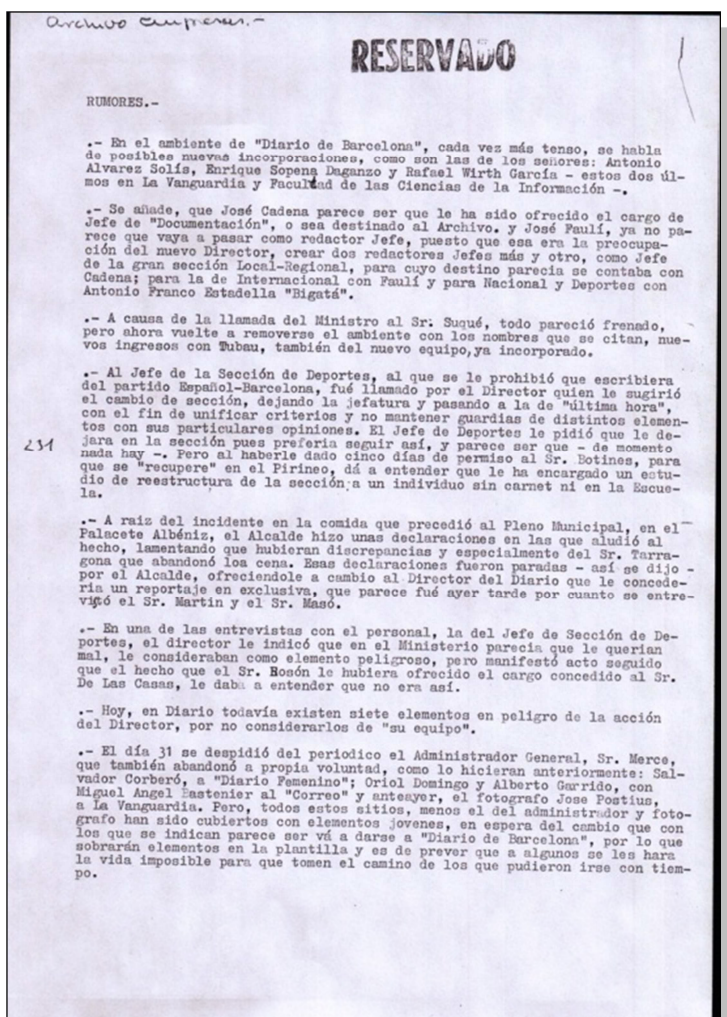 Archivo empresas.-
RESERVADO
RUMORES.-
.- En el ambiente de "Diario de Barcelona", cada vez más tenso, se habla
de posibles nuevas incorporaciones, como son las de los señores: Antonio
Alvarez Solís, Enrique Sopena Daganzo y Rafael Wirth García - estos dos úl-
mos en La Vanguardia y Facultad de las Ciencias de la Información -.
.- Se añade, que José Cadena parece ser que le ha sido ofrecido el cargo de
Jefe de "Documentación", o sea destinado al Archivo. y José Faulí, ya no pa-
rece que vaya a pasar como redactor Jefe, puesto que esa era la preocupa-
ción del nuevo Director, crear dos redactores Jefes más y otro, como Jefe
de la gran sección Local-Regional, para cuyo destino parecia se contaba con
Cadena; para la de Internacional con Faulí y para Nacional y Deportes con
Antonio Franco Estadella "Bigatá".
.- A causa de la llamada del Ministro al Sr. Suqué, todo pareció frenado,
pero ahora vuelte a removerse el ambiente con los nombres que se citan, nue-
vos ingresos con Tubau, también del nuevo equipo,ya incorporado.
.- Al Jefe de la Sección de Deportes, al que se le prohibió que escribiera
del partido Español-Barcelona, fué llamado por el Director quien le sugirió
el cambio de sección, dejando la jefatura y pasando a la de "última hora",
con el fin de unificar criterios y no mantener guardias de distintos elemen-
tos con sus particulares opiniones. El Jefe de Deportes le pidió que le de-
jara en la sección pues preferia seguir así, y parece ser que - de momento
nada hay -. Pero al haberle dado cinco días de permiso al Sr. Botines, para
que se "recupere" en el Pirineo, dá a entender que le ha encargado un estu-
dio de reestructura de la sección a un individuo sin carnet ni en la Escue-
la.
231
.- A raiz del incidente en la comida que precedió al Pleno Municipal, en el
Palacete Albéniz, el Alcalde hizo unas declaraciones en las que aludió al
hecho, lamentando que hubieran discrepancias y especialmente del Sr. Tarra-
gona que abandonó loa cena. Esas declaraciones fueron paradas - así se dijo -
por el Alcalde, ofreciendole a cambio al Director del Diario que le concede-
ria un reportaje en exclusiva, que parece fué ayer tarde por cuanto se entre-
vistó el Sr. Martin y el Sr. Masó.
.- En una de las entrevistas con el personal, la del Jefe de Sección de De-
portes, el director le indicó que en el Ministerio parecia que le querian
mal, le consideraban como elemento peligroso, pero manifestó acto seguido
que el hecho que el Sr. Rosón le hubiera ofrecido el cargo concedido al Sr.
De Las Casas, le daba a entender que no era así.
.- Hoy, en Diario todavía existen siete elementos en peligro de la acción
del Director, por no considerarlos de "su equipo".
.- El día 31 se despidió del periodico el Administrador General, Sr. Merce,
que también abandonó a propia voluntad, como lo hicieran anteriormente: Sal-
vador Corberó, a "Diario Femenino"; Oriol Domingo y Alberto Garrido, con
Miguel Angel Bastenier al "Correo" y anteayer, el fotografo Jose Postius,
a La Vanguardia. Pero, todos estos sitios, menos el del administrador y foto-
grafo han sido cubiertos con elementos jovenes, en espera del cambio que con
los que se indican parece ser vá a darse a "Diario de Barcelona", por lo que
sobrarán elementos en la plantilla y es de prever que a algunos se les hara
la vida imposible para que tomen el camino de los que pudieron irse con tiem-
po.